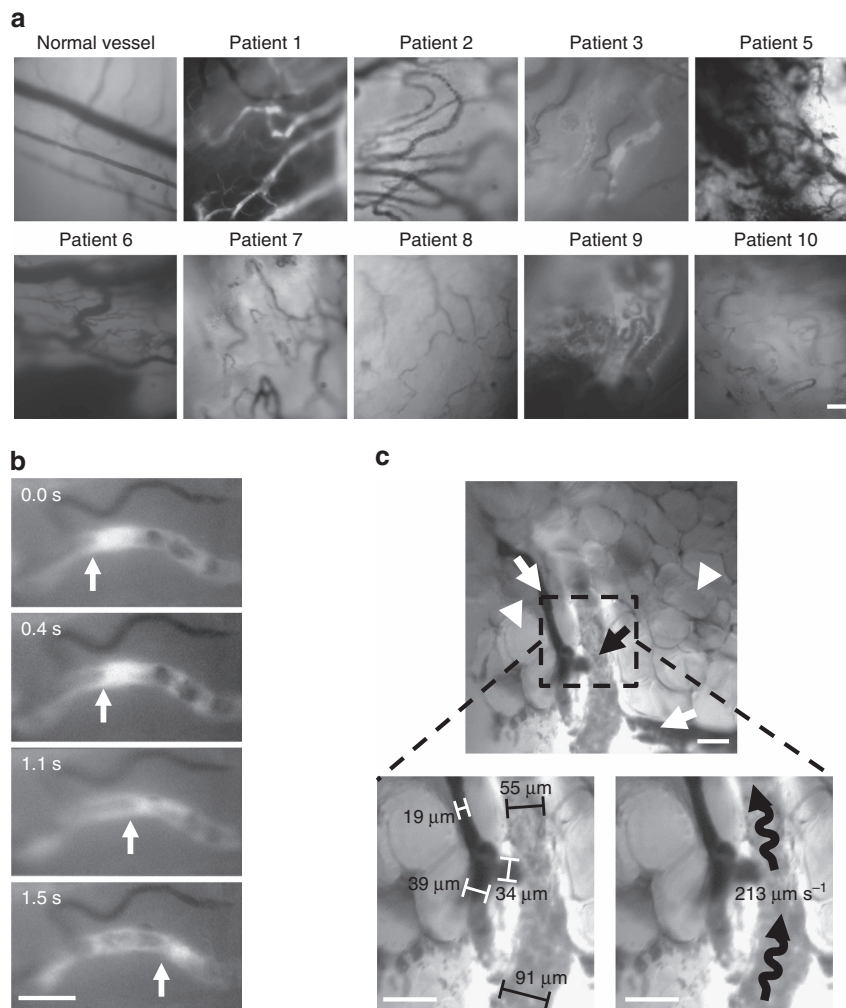 a
Normal vessel Patient 1 Patient 2 Patient 3 Patient 5
Patient 6 Patient 7 Patient 8 Patient 9 Patient 10
b
0.0 s
0.4 s
1.1 s
1.5 s
c
55 µm
19 µm
39 µm
34 µm
91 µm
213 µm s⁻¹